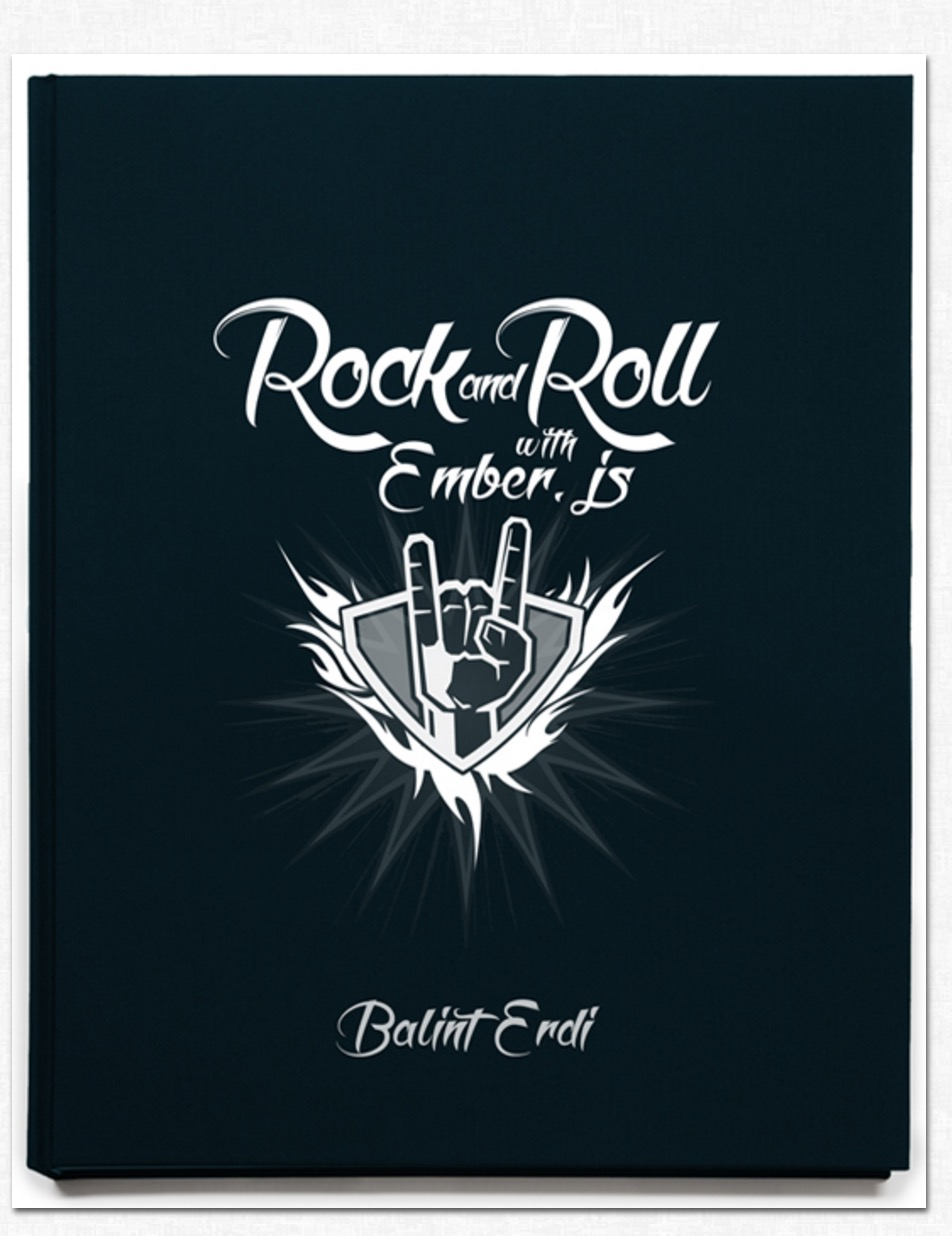 Rock and Roll
with
Ember.js
Balint Erdi